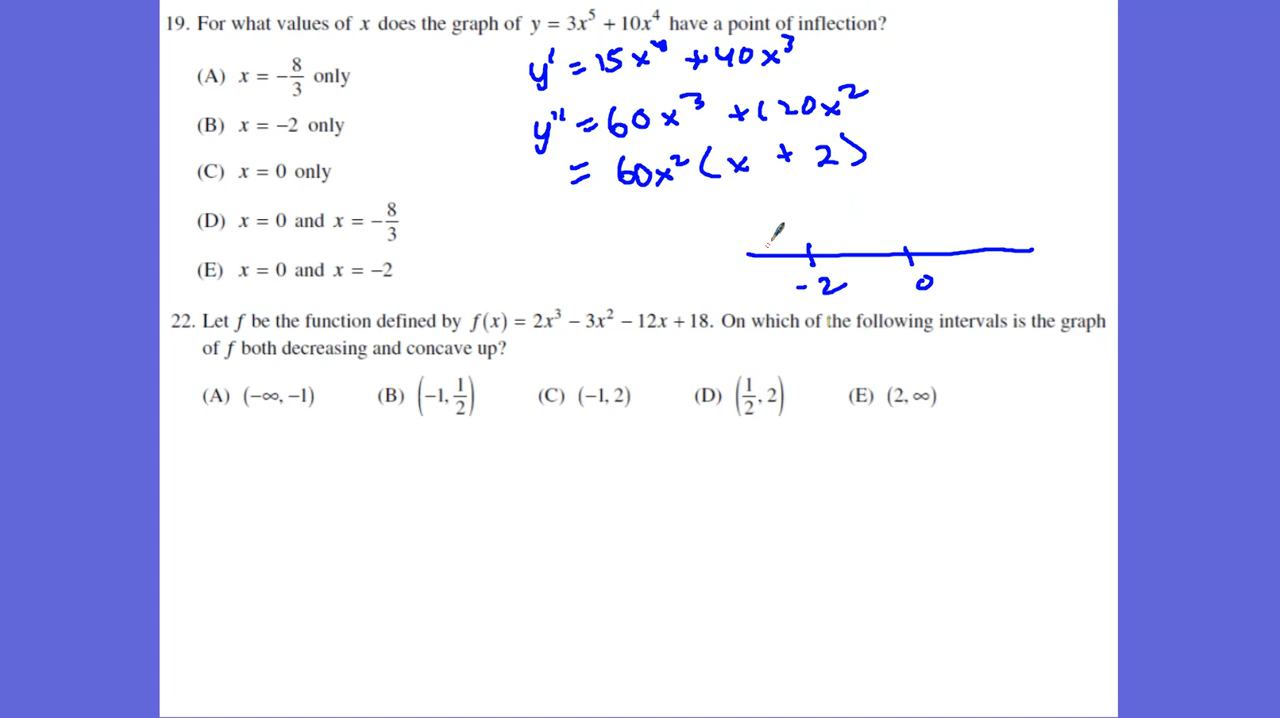 19. For what values of x does the graph of y = 3x⁵ + 10x⁴ have a point of inflection?
y' = 15x⁴ + 40x³
(A) x = −8/3 only
y'' = 60x³ + 120x²
(B) x = −2 only
= 60x² (x + 2)
(C) x = 0 only
(D) x = 0 and x = −8/3
(E) x = 0 and x = −2
-2 0
22. Let f be the function defined by f(x) = 2x³ − 3x² − 12x + 18. On which of the following intervals is the graph
of f both decreasing and concave up?
(A) (−∞, −1) (B) (−1, 1/2) (C) (−1, 2) (D) (1/2, 2) (E) (2, ∞)